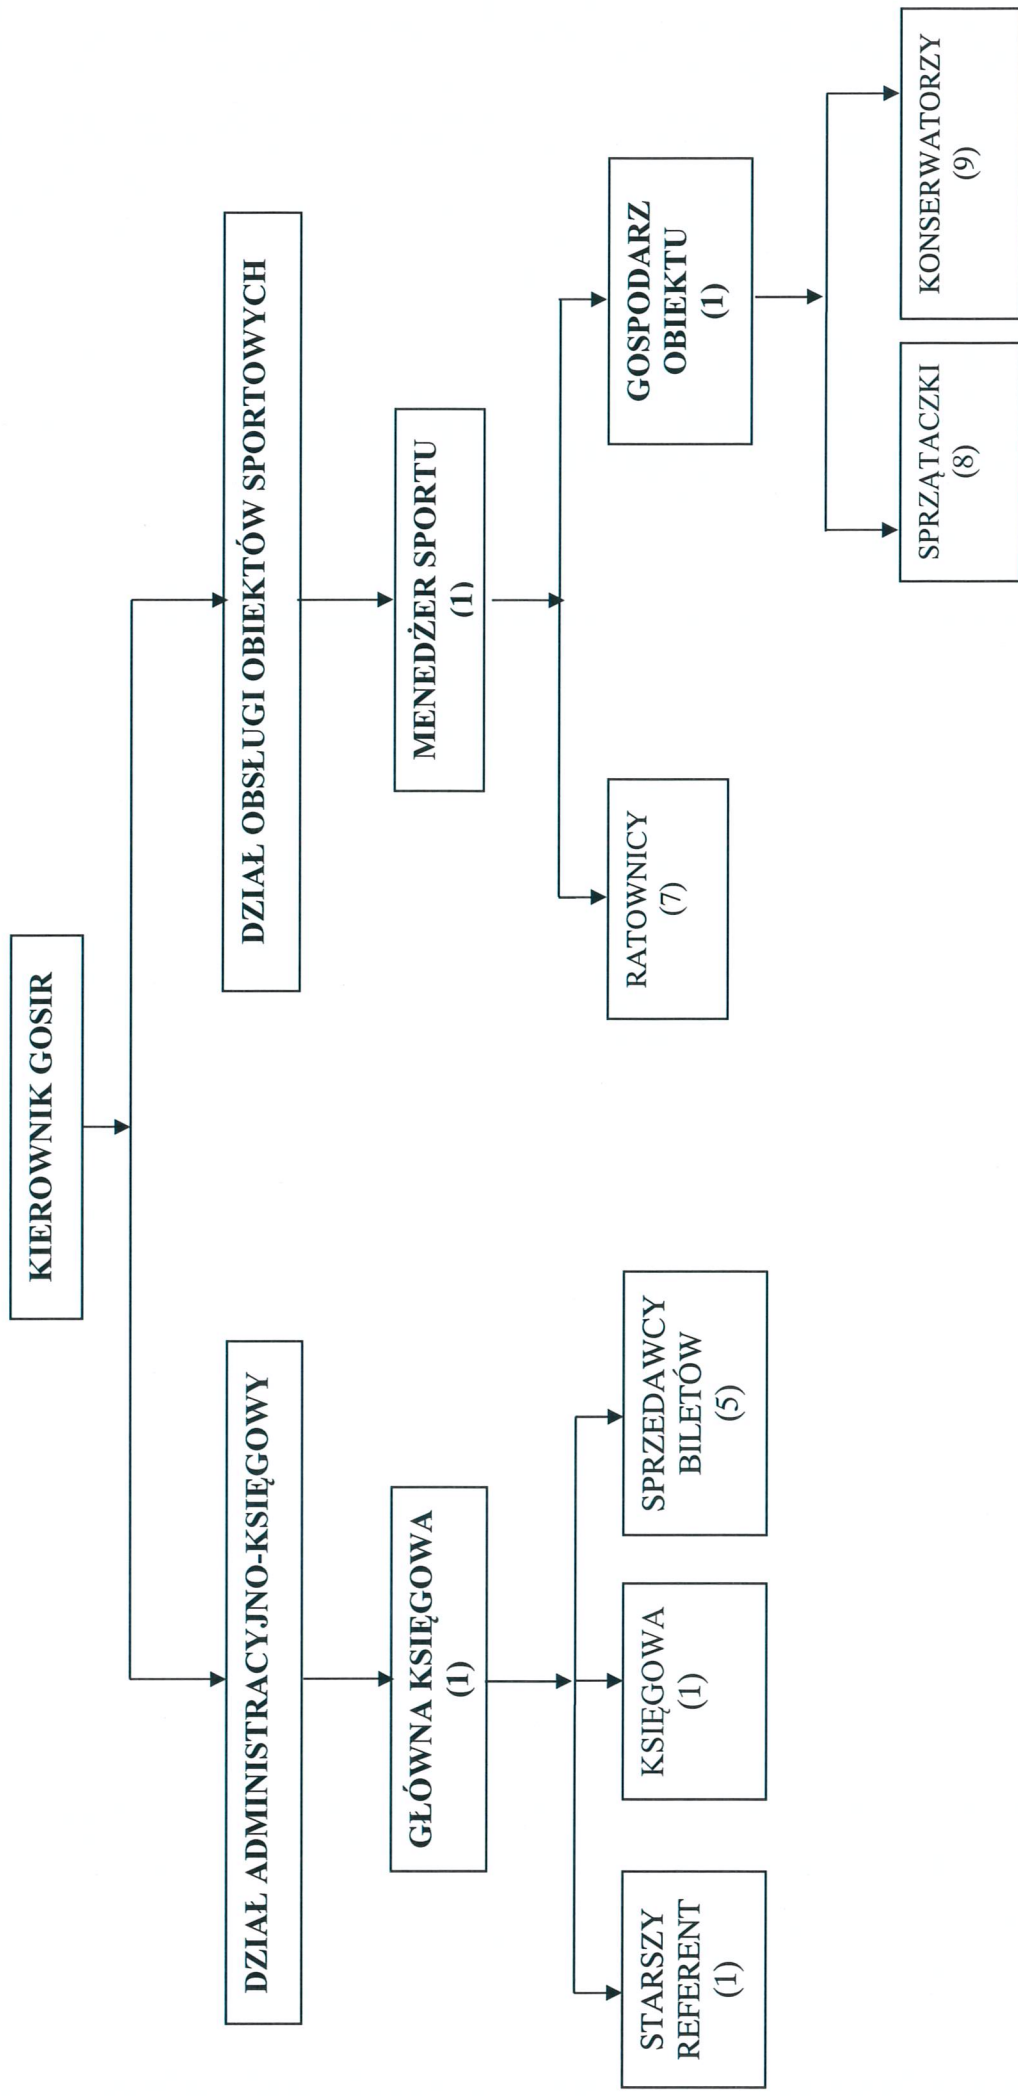 KIEROWNIK GOSIR
DZIAŁ ADMINISTRACYJNO-KSIĘGOWY
DZIAŁ OBSŁUGI OBIEKTÓW SPORTOWYCH
GŁÓWNA KSIĘGOWA
(1)
MENEDŻER SPORTU
(1)
STARSZY
REFERENT
(1)
KSIĘGOWA
(1)
SPRZEDAWCY
BILETÓW
(5)
RATOWNICY
(7)
GOSPODARZ
OBIEKTU
(1)
SPRZĄTACZKI
(8)
KONSERWATORZY
(9)